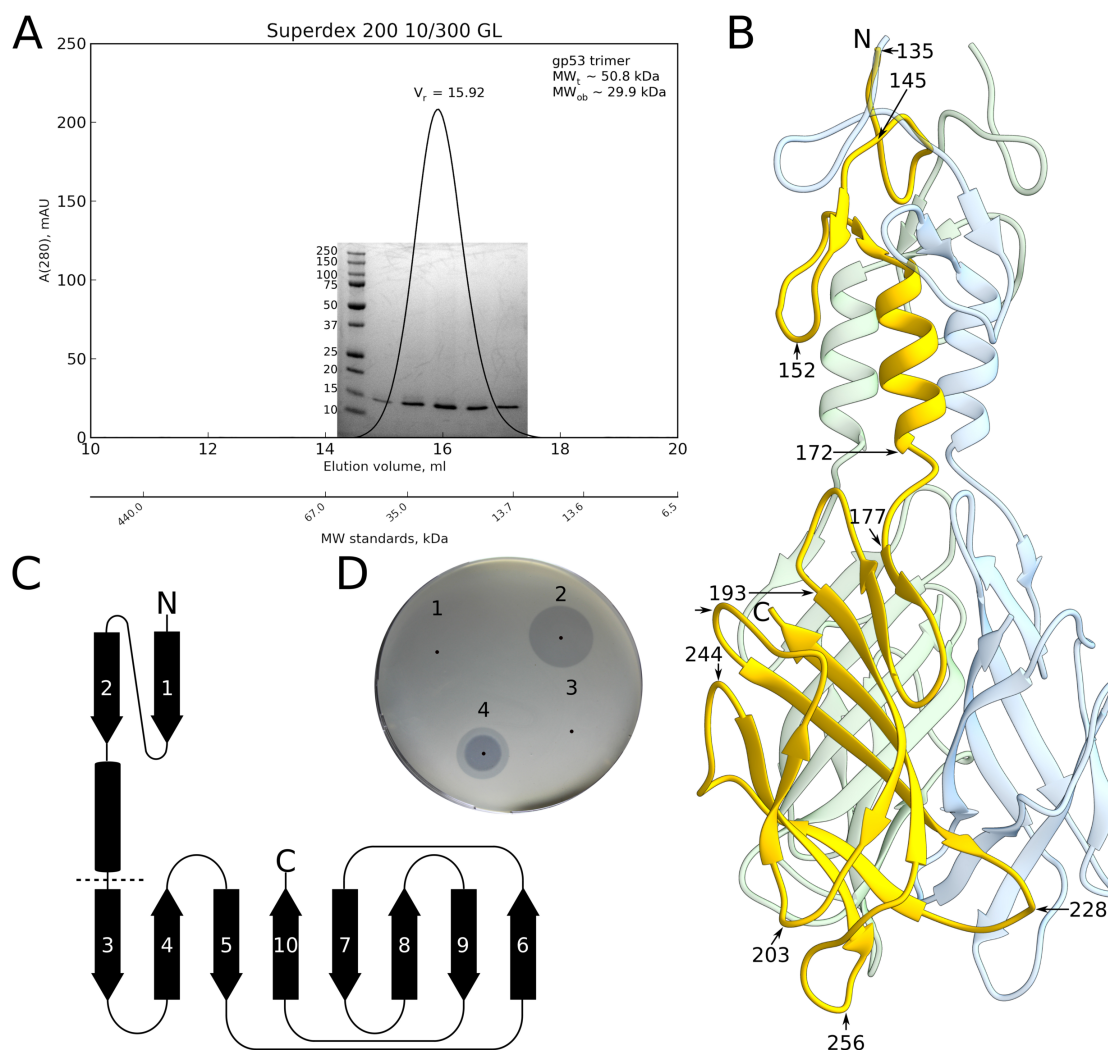 A
Superdex 200 10/300 GL
250
200
150
100
50
0
A(280), mAU
gp53 trimer
MWt ~ 50.8 kDa
MWob ~ 29.9 kDa
Vr = 15.92
250
150
100
75
50
37
25
20
15
10
10 12 14 16 18 20
Elution volume, ml
440.0 67.0 35.0 13.7 13.6 6.5
MW standards, kDa
B
N
135
145
152
172
177
193
C
244
203
228
256
C
N
2 1
C
3 4 5 10 7 8 9 6
D
1 2
3
4